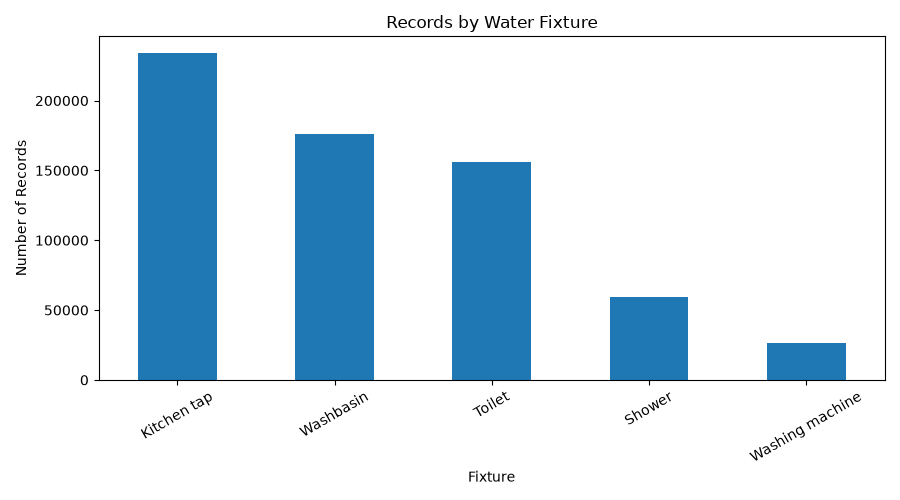 Records by Water Fixture
Number of Records
200000
150000
100000
50000
0
Kitchen tap
Washbasin
Toilet
Shower
Washing machine
Fixture